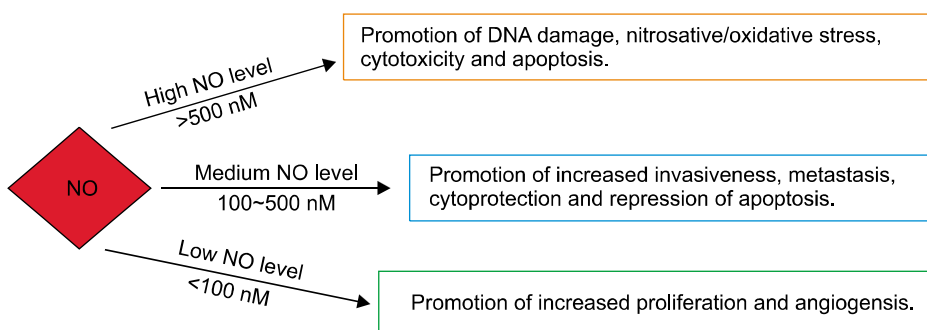 Promotion of DNA damage, nitrosative/oxidative stress,
cytotoxicity and apoptosis.
High NO level
>500 nM
NO
Medium NO level
100~500 nM
Promotion of increased invasiveness, metastasis,
cytoprotection and repression of apoptosis.
Low NO level
<100 nM
Promotion of increased proliferation and angiogensis.